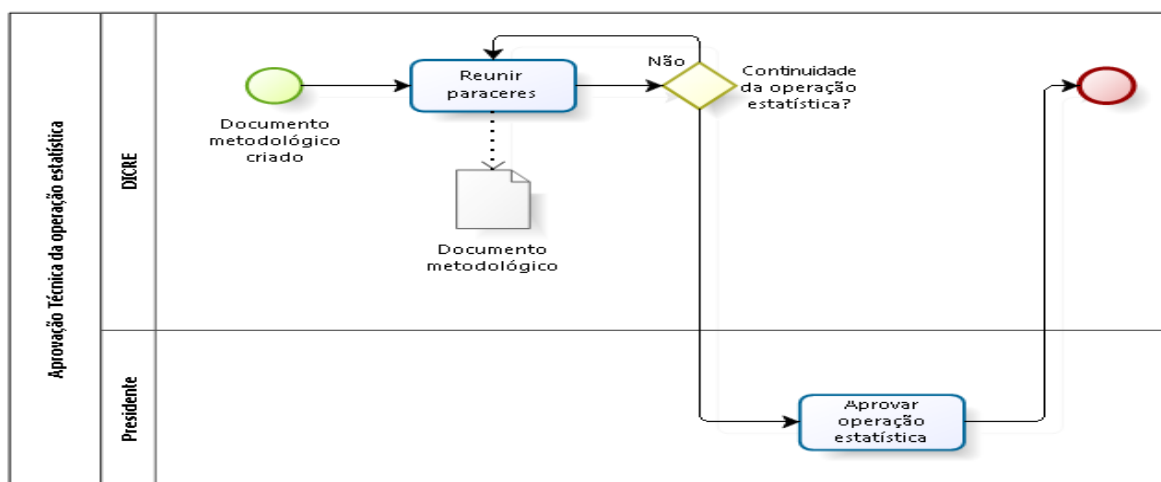 Aprovação Técnica da operação estatística
DICRE
Documento
metodológico
criado
Reunir
paraceres
Documento
metodológico
Não
Continuidade
da operação
estatística?
Presidente
Aprovar
operação
estatística